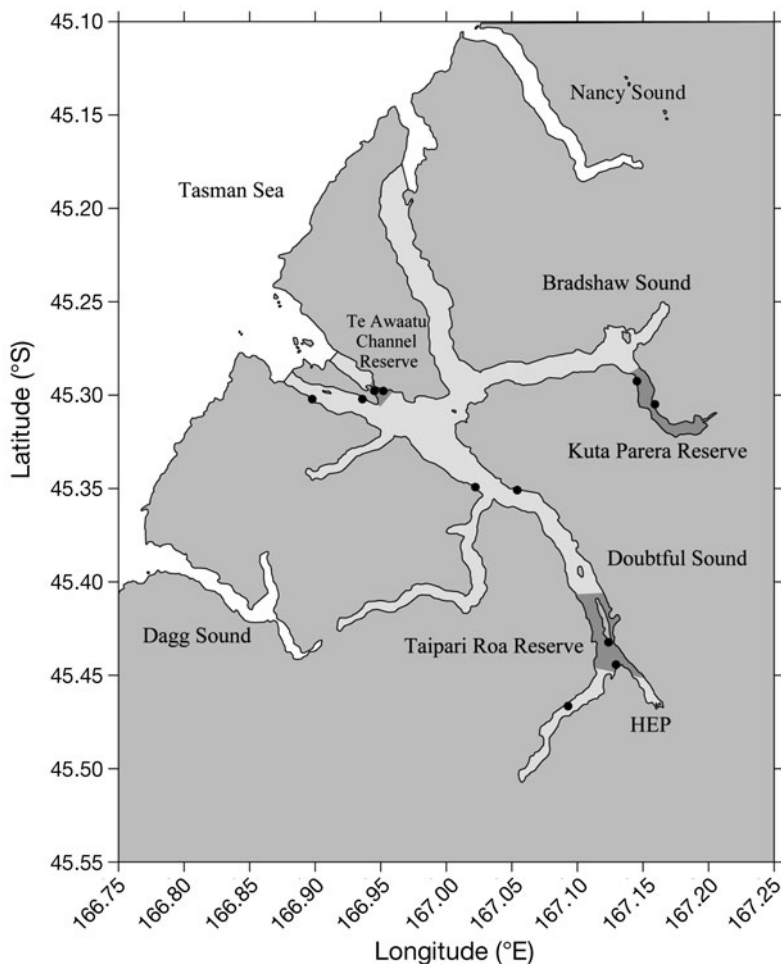 45.10
45.15
45.20
45.25
45.30
45.35
45.40
45.45
45.50
45.55
Latitude (°S)
Nancy Sound
Tasman Sea
Bradshaw Sound
Te Awaatu
Channel
Reserve
Kuta Parera Reserve
Doubtful Sound
Dagg Sound
Taipari Roa Reserve
HEP
166.75
166.80
166.85
166.90
166.95
167.00
167.05
167.10
167.15
167.20
167.25
Longitude (°E)